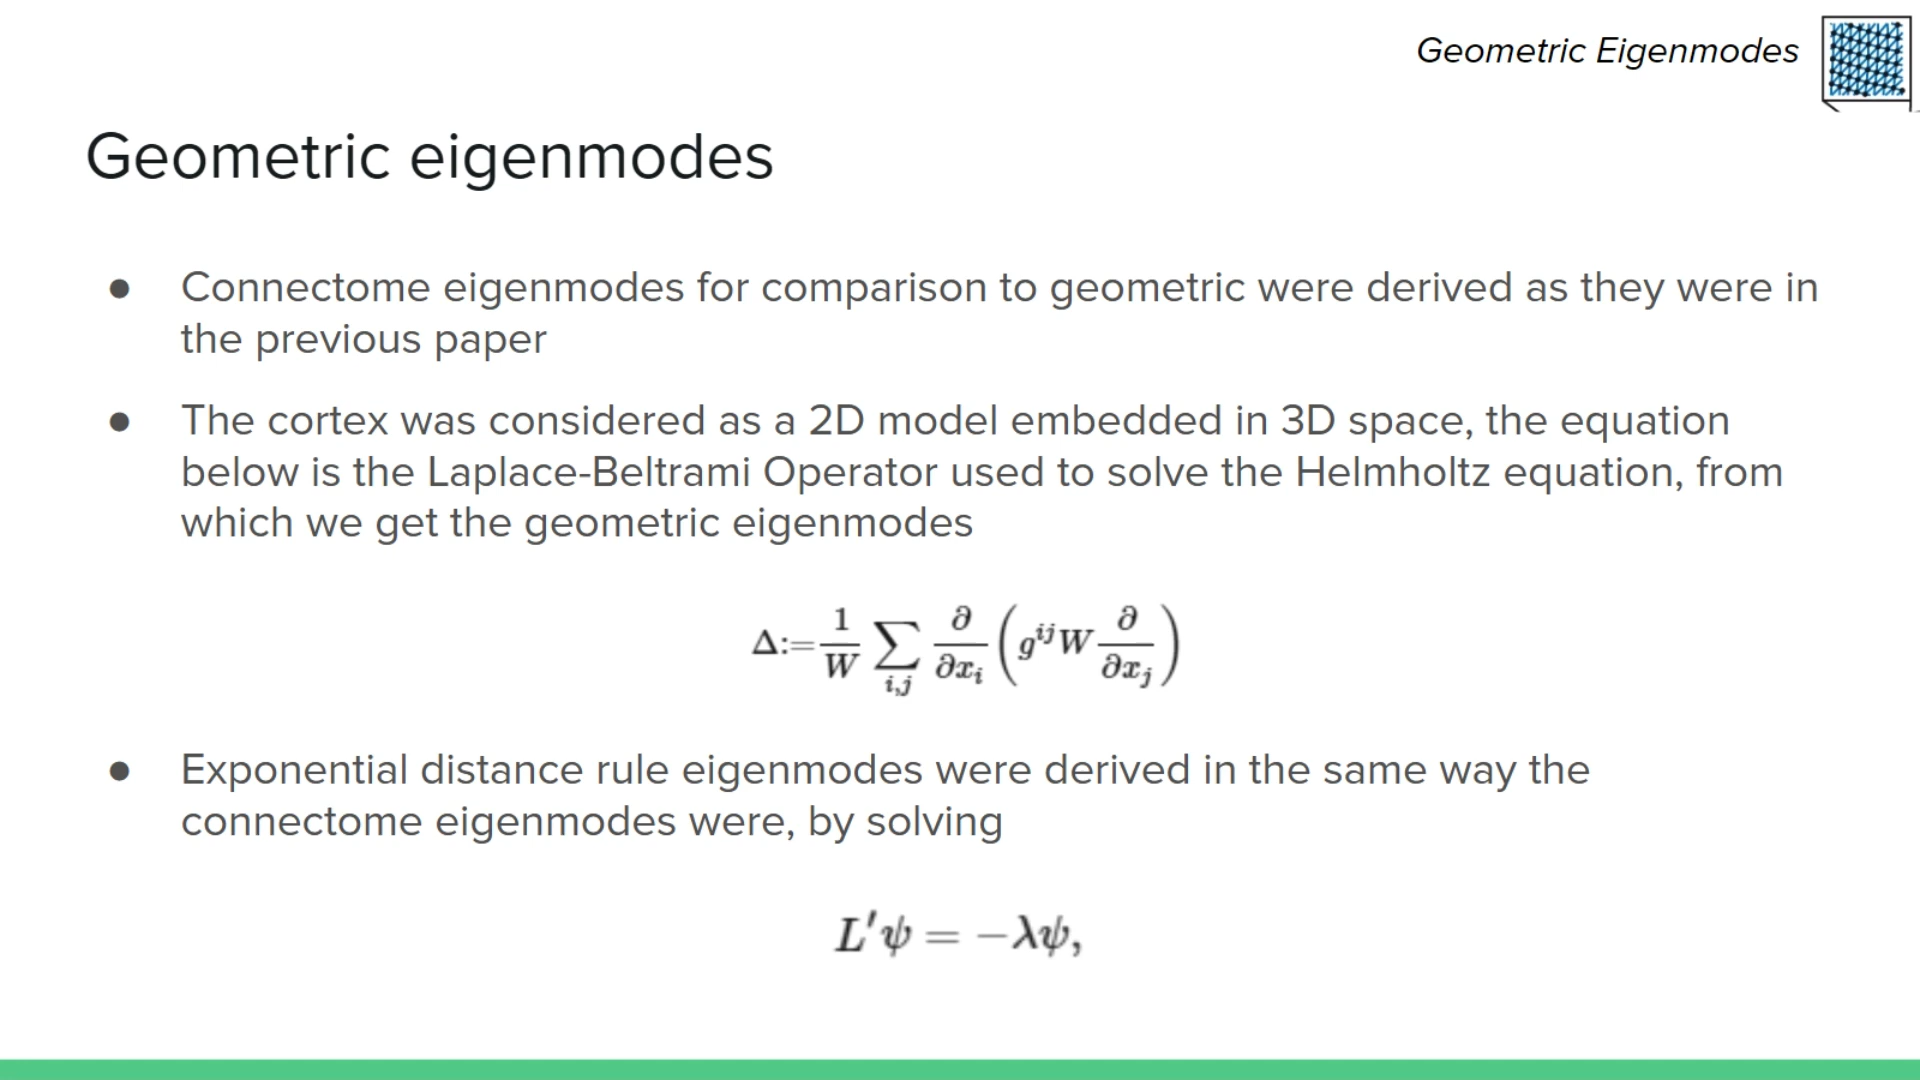 Geometric Eigenmodes
Geometric eigenmodes
● Connectome eigenmodes for comparison to geometric were derived as they were in
the previous paper
● The cortex was considered as a 2D model embedded in 3D space, the equation
below is the Laplace-Beltrami Operator used to solve the Helmholtz equation, from
which we get the geometric eigenmodes
Δ:= 1/W ∑_{i,j} ∂/∂x_i ( g^{ij} W ∂/∂x_j )
● Exponential distance rule eigenmodes were derived in the same way the
connectome eigenmodes were, by solving
L′ψ = −λψ,